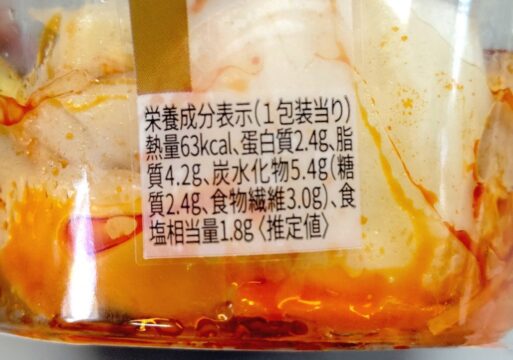 栄養成分表示(1包装当り)
熱量63kcal、蛋白質2.4g、脂
質4.2g、炭水化物5.4g(糖
質2.4g、食物繊維3.0g)、食
塩相当量1.8g〈推定値〉